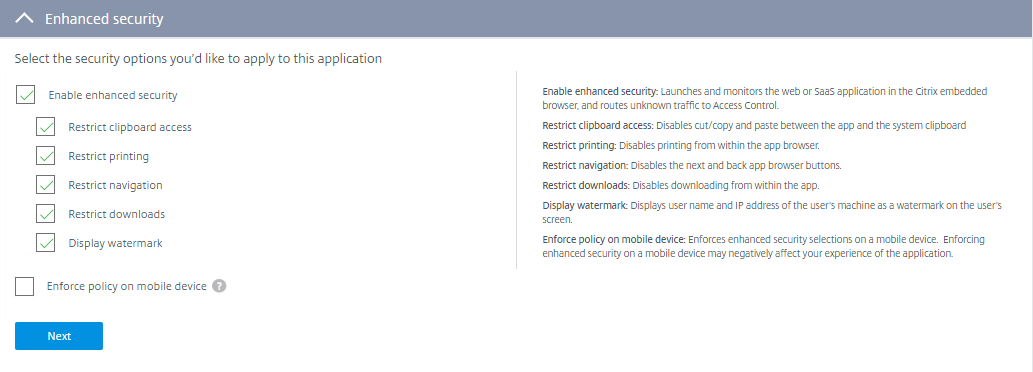 Enhanced security
Select the security options you'd like to apply to this application
Enable enhanced security
Restrict clipboard access
Restrict printing
Restrict navigation
Restrict downloads
Display watermark
Enforce policy on mobile device ?
Next
Enable enhanced security: Launches and monitors the web or SaaS application in the Citrix embedded
browser, and routes unknown traffic to Access Control.
Restrict clipboard access: Disables cut/copy and paste between the app and the system clipboard
Restrict printing: Disables printing from within the app browser.
Restrict navigation: Disables the next and back app browser buttons.
Restrict downloads: Disables downloading from within the app.
Display watermark: Displays user name and IP address of the user's machine as a watermark on the user's
screen.
Enforce policy on mobile device: Enforces enhanced security selections on a mobile device. Enforcing
enhanced security on a mobile device may negatively affect your experience of the application.